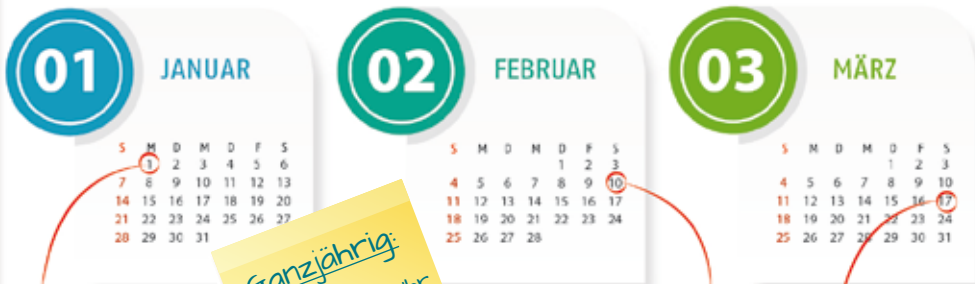 01 JANUAR
S M D M D F S
1 2 3 4 5 6
7 8 9 10 11 12 13
14 15 16 17 18 19 20
21 22 23 24 25 26 27
28 29 30 31
02 FEBRUAR
S M D M D F S
1 2 3
4 5 6 7 8 9 10
11 12 13 14 15 16 17
18 19 20 21 22 23 24
25 26 27 28
03 MÄRZ
S M D M D F S
1 2 3
4 5 6 7 8 9 10
11 12 13 14 15 16 17
18 19 20 21 22 23 24
25 26 27 28 29 30 31
Ganzjährig: